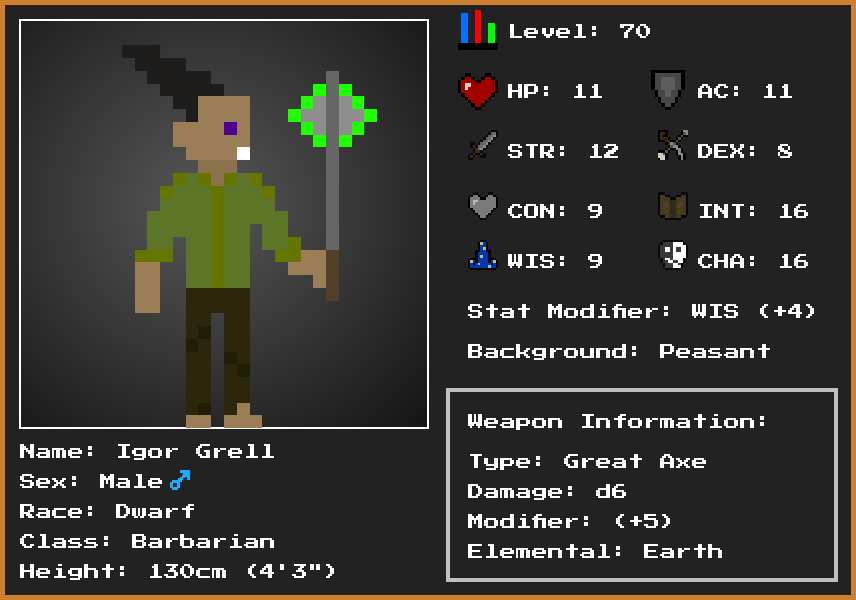 Level: 70
HP: 11
AC: 11
STR: 12
DEX: 8
CON: 9
INT: 16
WIS: 9
CHA: 16
Stat Modifier: WIS (+4)
Background: Peasant
Weapon Information:
Type: Great Axe
Damage: d6
Modifier: (+5)
Elemental: Earth
Name: Igor Grell
Sex: Male♂
Race: Dwarf
Class: Barbarian
Height: 130cm (4'3")